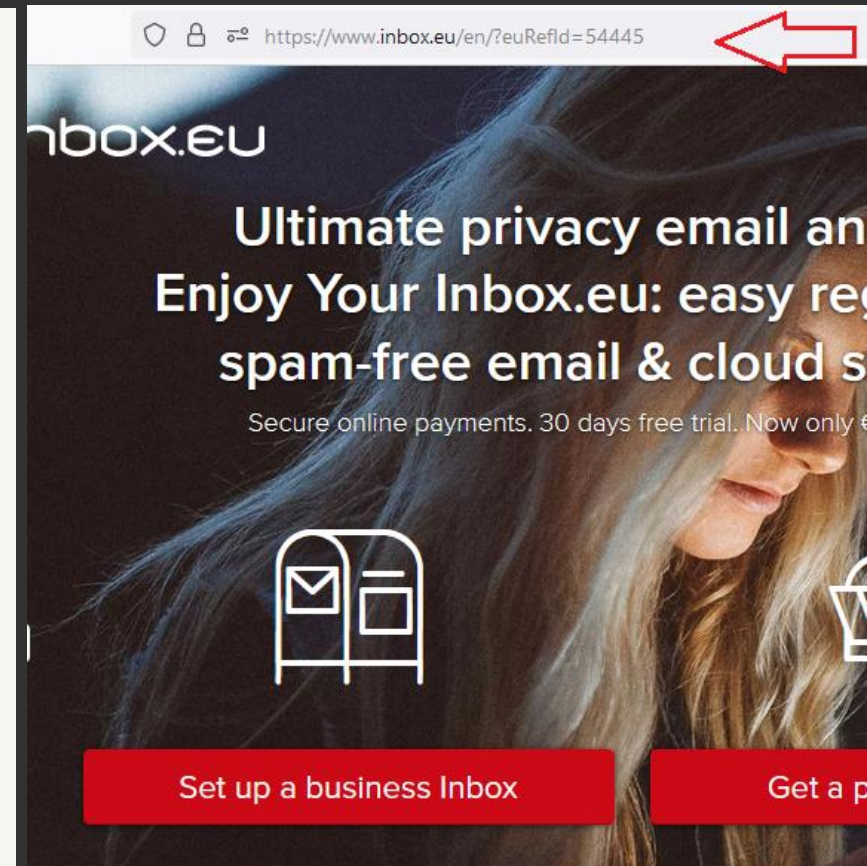 https://www.inbox.eu/en/?euRefId=54445
nbox.eu
Ultimate privacy email an
Enjoy Your Inbox.eu: easy reg
spam-free email & cloud s
Secure online payments. 30 days free trial. Now only €
Set up a business Inbox
Get a p